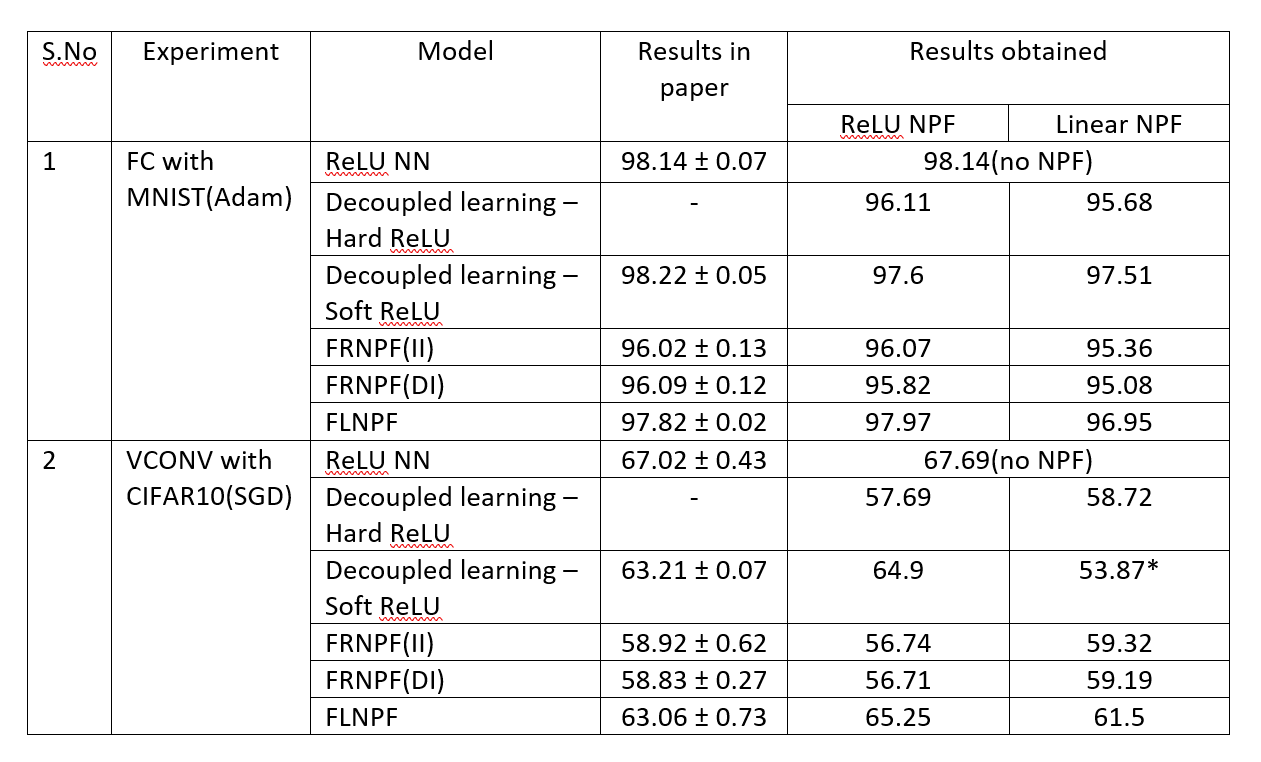 S.No Experiment Model Results in Results obtained
paper
ReLU NPF Linear NPF
1 FC with ReLU NN 98.14 ± 0.07 98.14(no NPF)
MNIST(Adam) Decoupled learning – - 96.11 95.68
Hard ReLU
Decoupled learning – 98.22 ± 0.05 97.6 97.51
Soft ReLU
FRNPF(II) 96.02 ± 0.13 96.07 95.36
FRNPF(DI) 96.09 ± 0.12 95.82 95.08
FLNPF 97.82 ± 0.02 97.97 96.95
2 VCONV with ReLU NN 67.02 ± 0.43 67.69(no NPF)
CIFAR10(SGD) Decoupled learning – - 57.69 58.72
Hard ReLU
Decoupled learning – 63.21 ± 0.07 64.9 53.87*
Soft ReLU
FRNPF(II) 58.92 ± 0.62 56.74 59.32
FRNPF(DI) 58.83 ± 0.27 56.71 59.19
FLNPF 63.06 ± 0.73 65.25 61.5